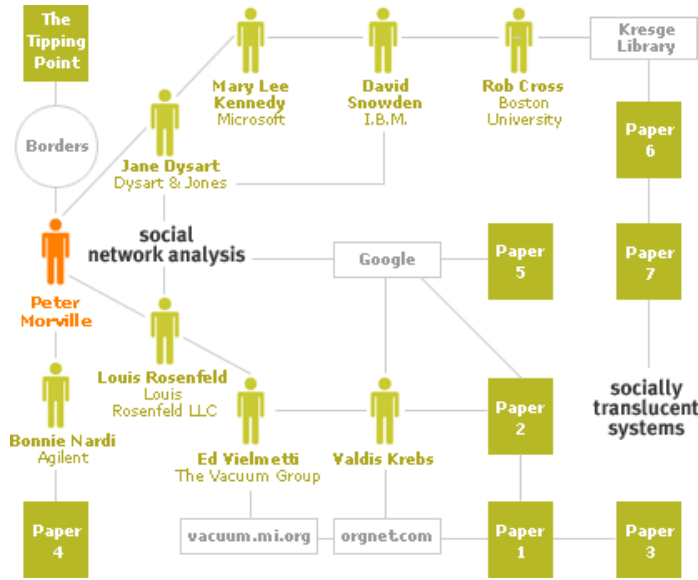 The
Tipping
Point
Kresge
Library
Mary Lee
Kennedy
Microsoft
David
Snowden
I.B.M.
Rob Cross
Boston
University
Borders
Paper
6
Jane Dysart
Dysart & Jones
social
network analysis
Google
Paper
5
Paper
7
Peter
Morville
Louis Rosenfeld
Louis
Rosenfeld LLC
Paper
2
socially
translucent
systems
Bonnie Nardi
Agilent
Ed Vielmetti
The Vacuum Group
Valdis Krebs
Paper
4
vacuum.mi.org
orgnet.com
Paper
1
Paper
3